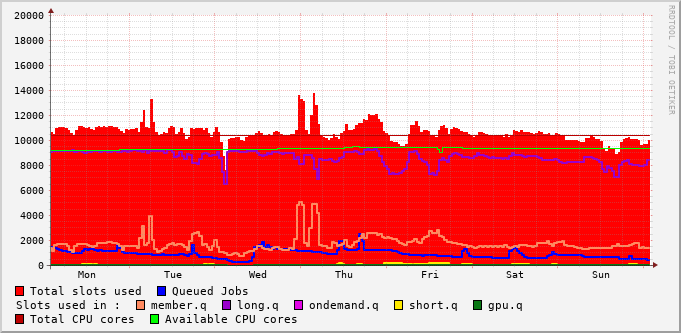 RRDTOOL / TOBI OETIKER
20000
18000
16000
14000
12000
10000
8000
6000
4000
2000
0
Mon Tue Wed Thu Fri Sat Sun
Total slots used Queued Jobs
Slots used in : member.q long.q ondemand.q short.q gpu.q
Total CPU cores Available CPU cores